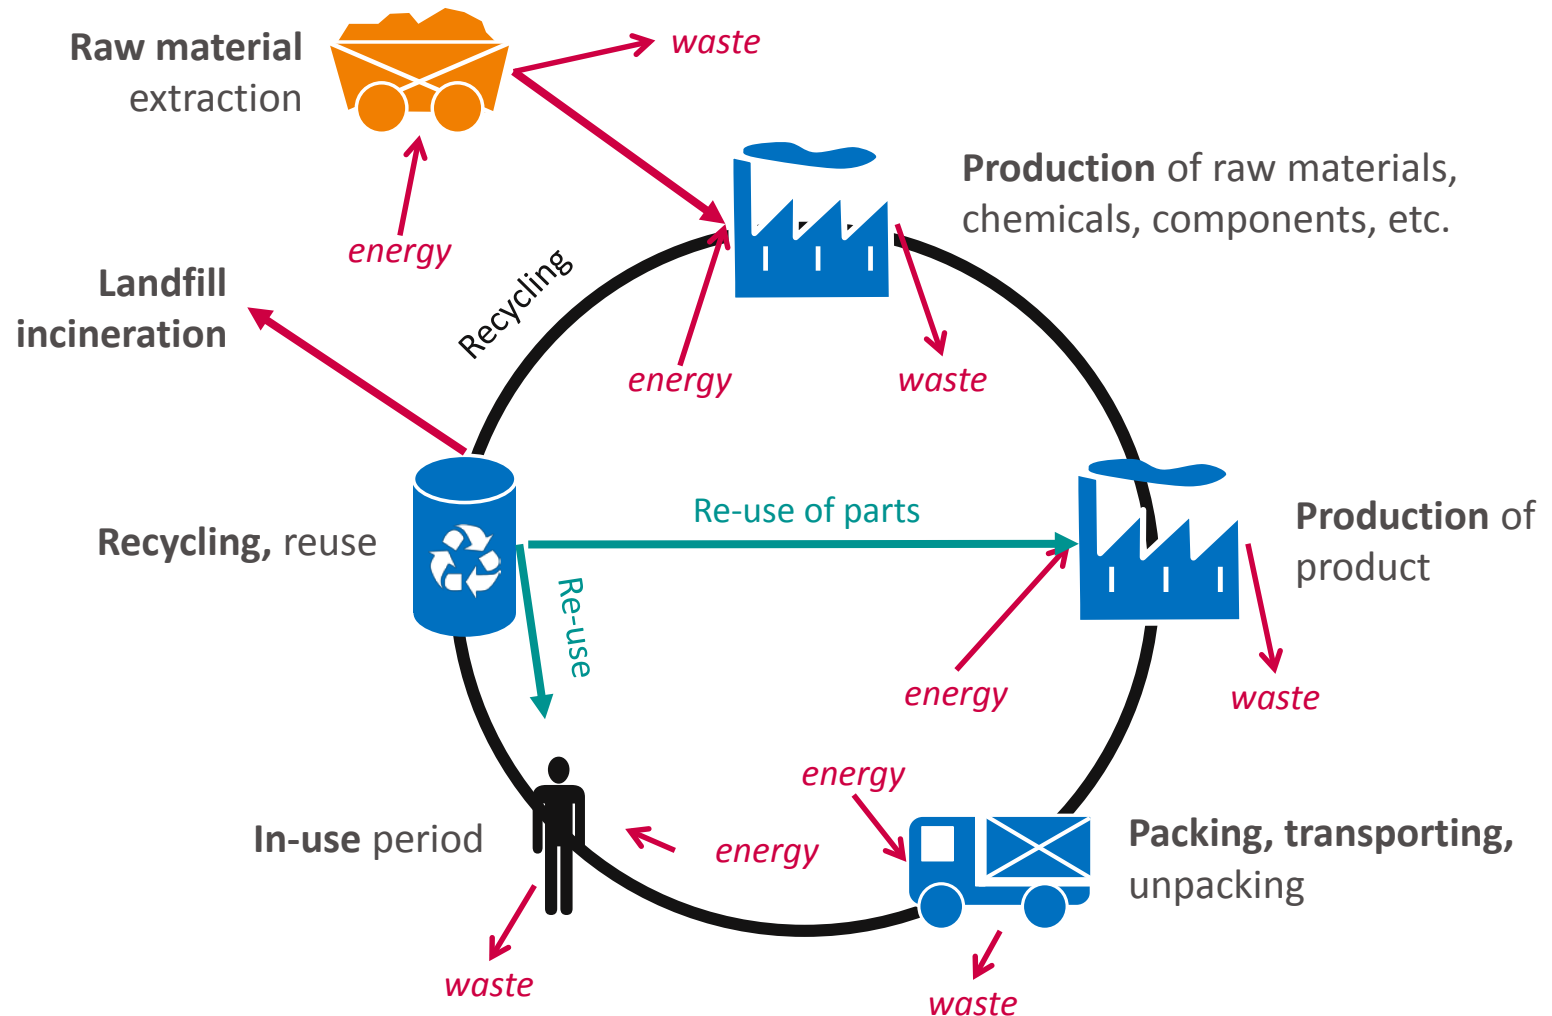 Raw material
extraction
waste
energy
Production of raw materials,
chemicals, components, etc.
Landfill
incineration
Recycling
energy
waste
Recycling, reuse
Re-use of parts
Re-use
Production of
product
energy
waste
In-use period
energy
waste
energy
Packing, transporting,
unpacking
waste